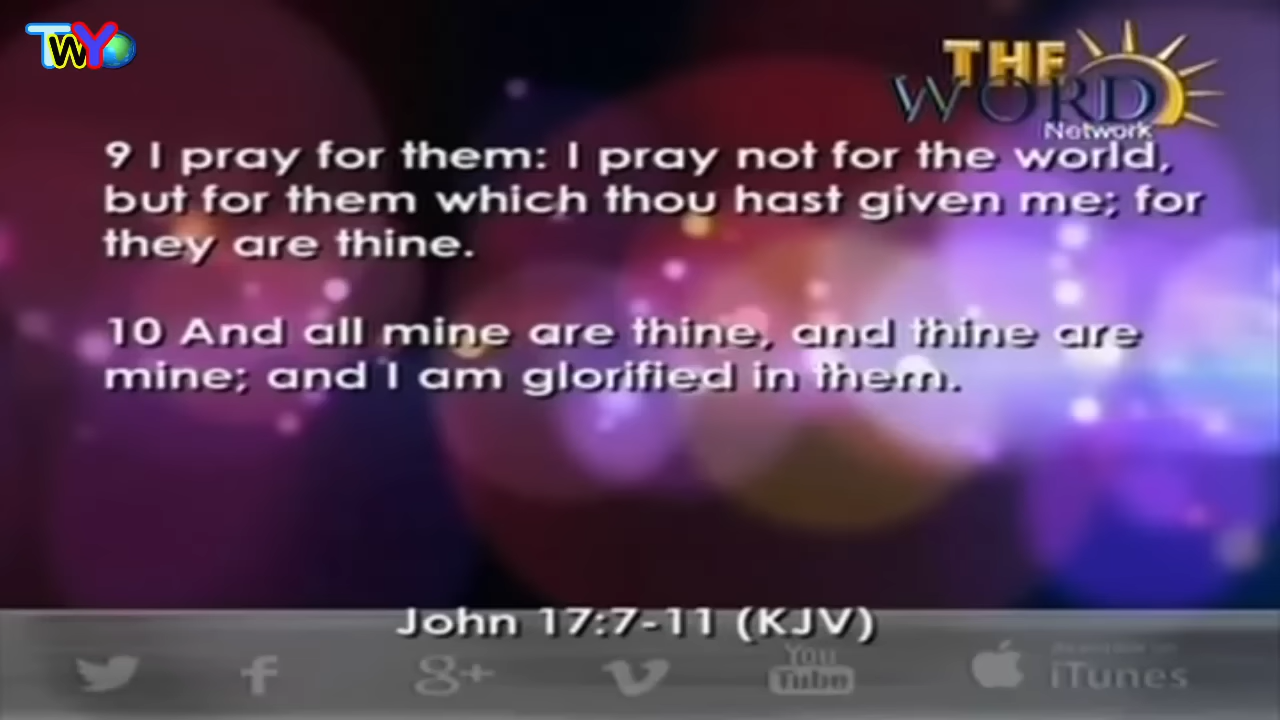 TWY
THE
WORD
Network
9 I pray for them: I pray not for the world,
but for them which thou hast given me; for
they are thine.
10 And all mine are thine, and thine are
mine; and I am glorified in them.
John 17:7-11 (KJV)
g+
You
Tube
iTunes